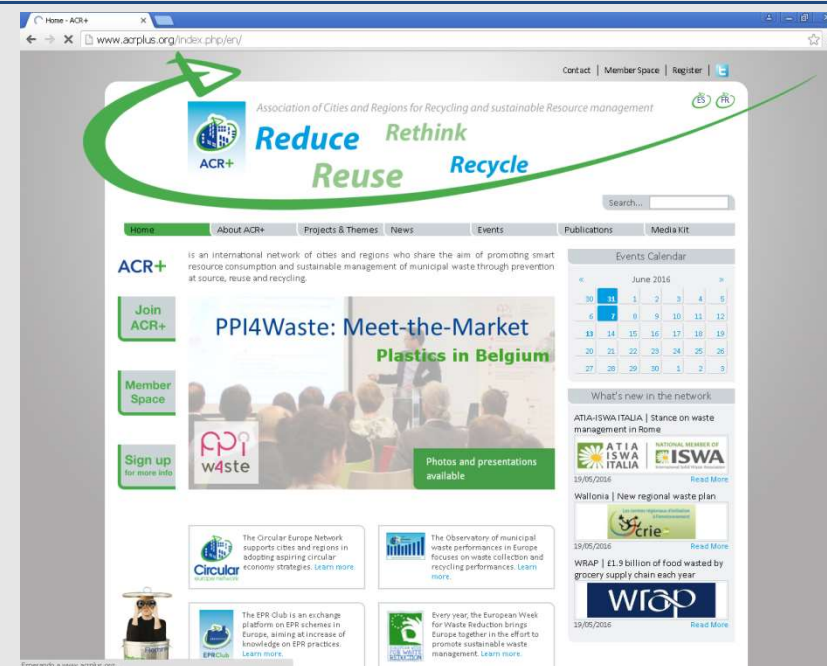 Home - ACR+
www.acrplus.org/index.php/en/
Contact | Member Space | Register |
Association of Cities and Regions for Recycling and sustainable Resource management
ES FR
ACR+
Reduce Rethink
Reuse Recycle
Search...
Home About ACR+ Projects & Themes News Events Publications Media Kit
ACR+
is an international network of cities and regions who share the aim of promoting smart
resource consumption and sustainable management of municipal waste through prevention
at source, reuse and recycling.
Join
ACR+
Member
Space
Sign up
for more info
PPI4Waste: Meet-the-Market
Plastics in Belgium
PPi
w4ste
Photos and presentations
available
Events Calendar
« June 2016 »
30 31 1 2 3 4 5
6 7 8 9 10 11 12
13 14 15 16 17 18 19
20 21 22 23 24 25 26
27 28 29 30 1 2 3
What's new in the network
ATIA-ISWA ITALIA | Stance on waste
management in Rome
ATIA
ISWA
ITALIA
NATIONAL MEMBER OF
ISWA
19/05/2016 Read More
Wallonia | New regional waste plan
crie
19/05/2016 Read More
WRAP | £1.9 billion of food wasted by
grocery supply chain each year
wrap
19/05/2016 Read More
Circular
europe network
The Circular Europe Network
supports cities and regions in
adopting aspiring circular
economy strategies. Learn more
The Observatory of municipal
waste performances in Europe
focuses on waste collection and
recycling performances. Learn
more.
EPRClub
The EPR Club is an exchange
platform on EPR schemes in
Europe, aiming at increase of
knowledge on EPR practices.
Learn more.
FOR WASTE
REDUCTION
Every year, the European Week
for Waste Reduction brings
Europe together in the effort to
promote sustainable waste
management. Learn more.